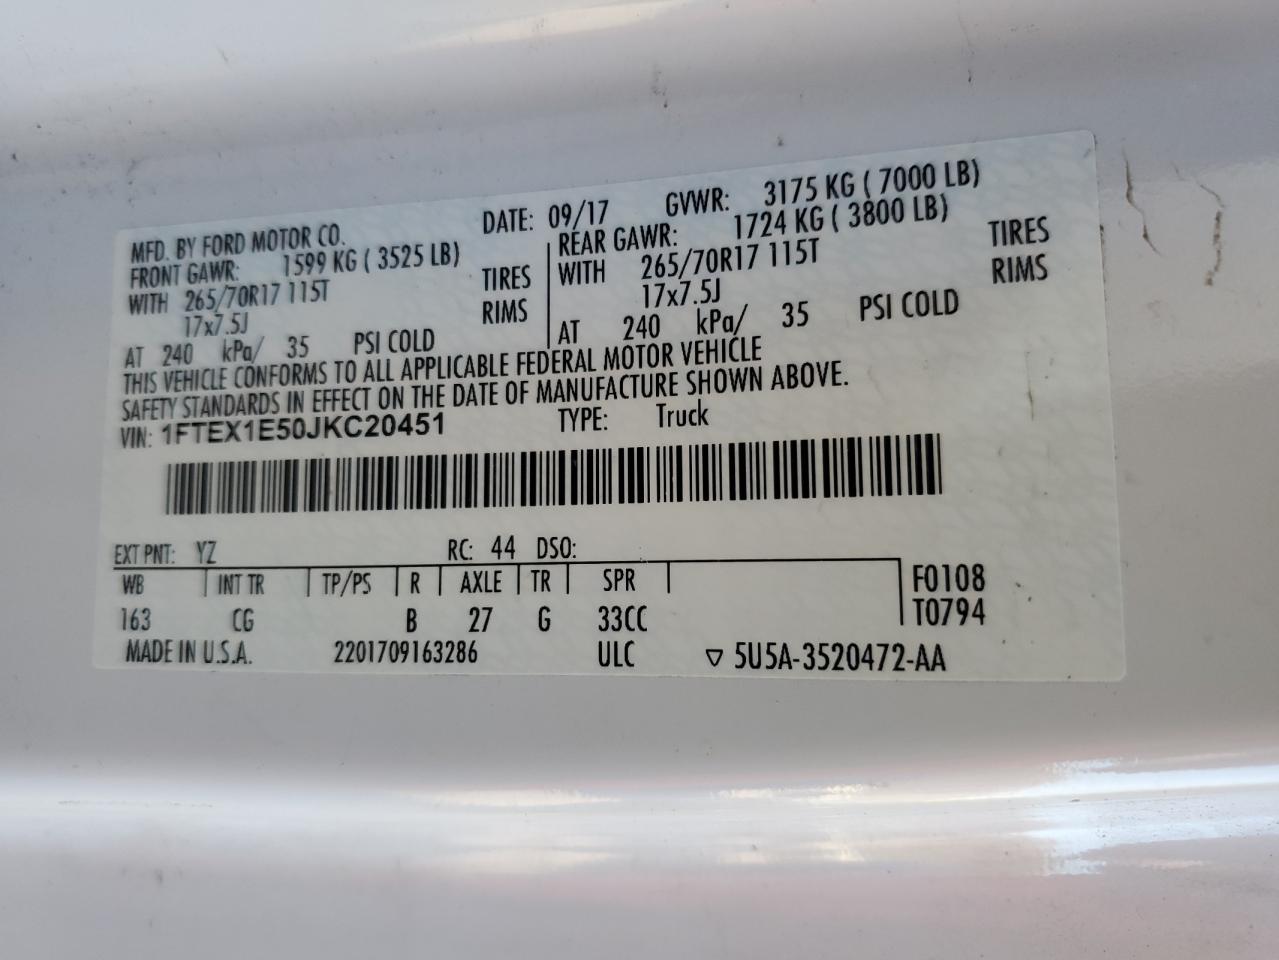 MFD. BY FORD MOTOR CO. DATE: 09/17 GVWR: 3175 KG ( 7000 LB)
FRONT GAWR: 1599 KG ( 3525 LB) REAR GAWR: 1724 KG ( 3800 LB)
WITH 265/70R17 115T TIRES WITH 265/70R17 115T TIRES
17x7.5J RIMS 17x7.5J RIMS
AT 240 kPa/ 35 PSI COLD AT 240 kPa/ 35 PSI COLD
THIS VEHICLE CONFORMS TO ALL APPLICABLE FEDERAL MOTOR VEHICLE
SAFETY STANDARDS IN EFFECT ON THE DATE OF MANUFACTURE SHOWN ABOVE.
VIN: 1FTEX1E50JKC20451 TYPE: Truck
EXT PNT: YZ RC: 44 DSO:
WB INT TR TP/PS R AXLE TR SPR F0108
163 CG B 27 G 33CC T0794
MADE IN U.S.A. 2201709163286 ULC ▽ 5U5A-3520472-AA